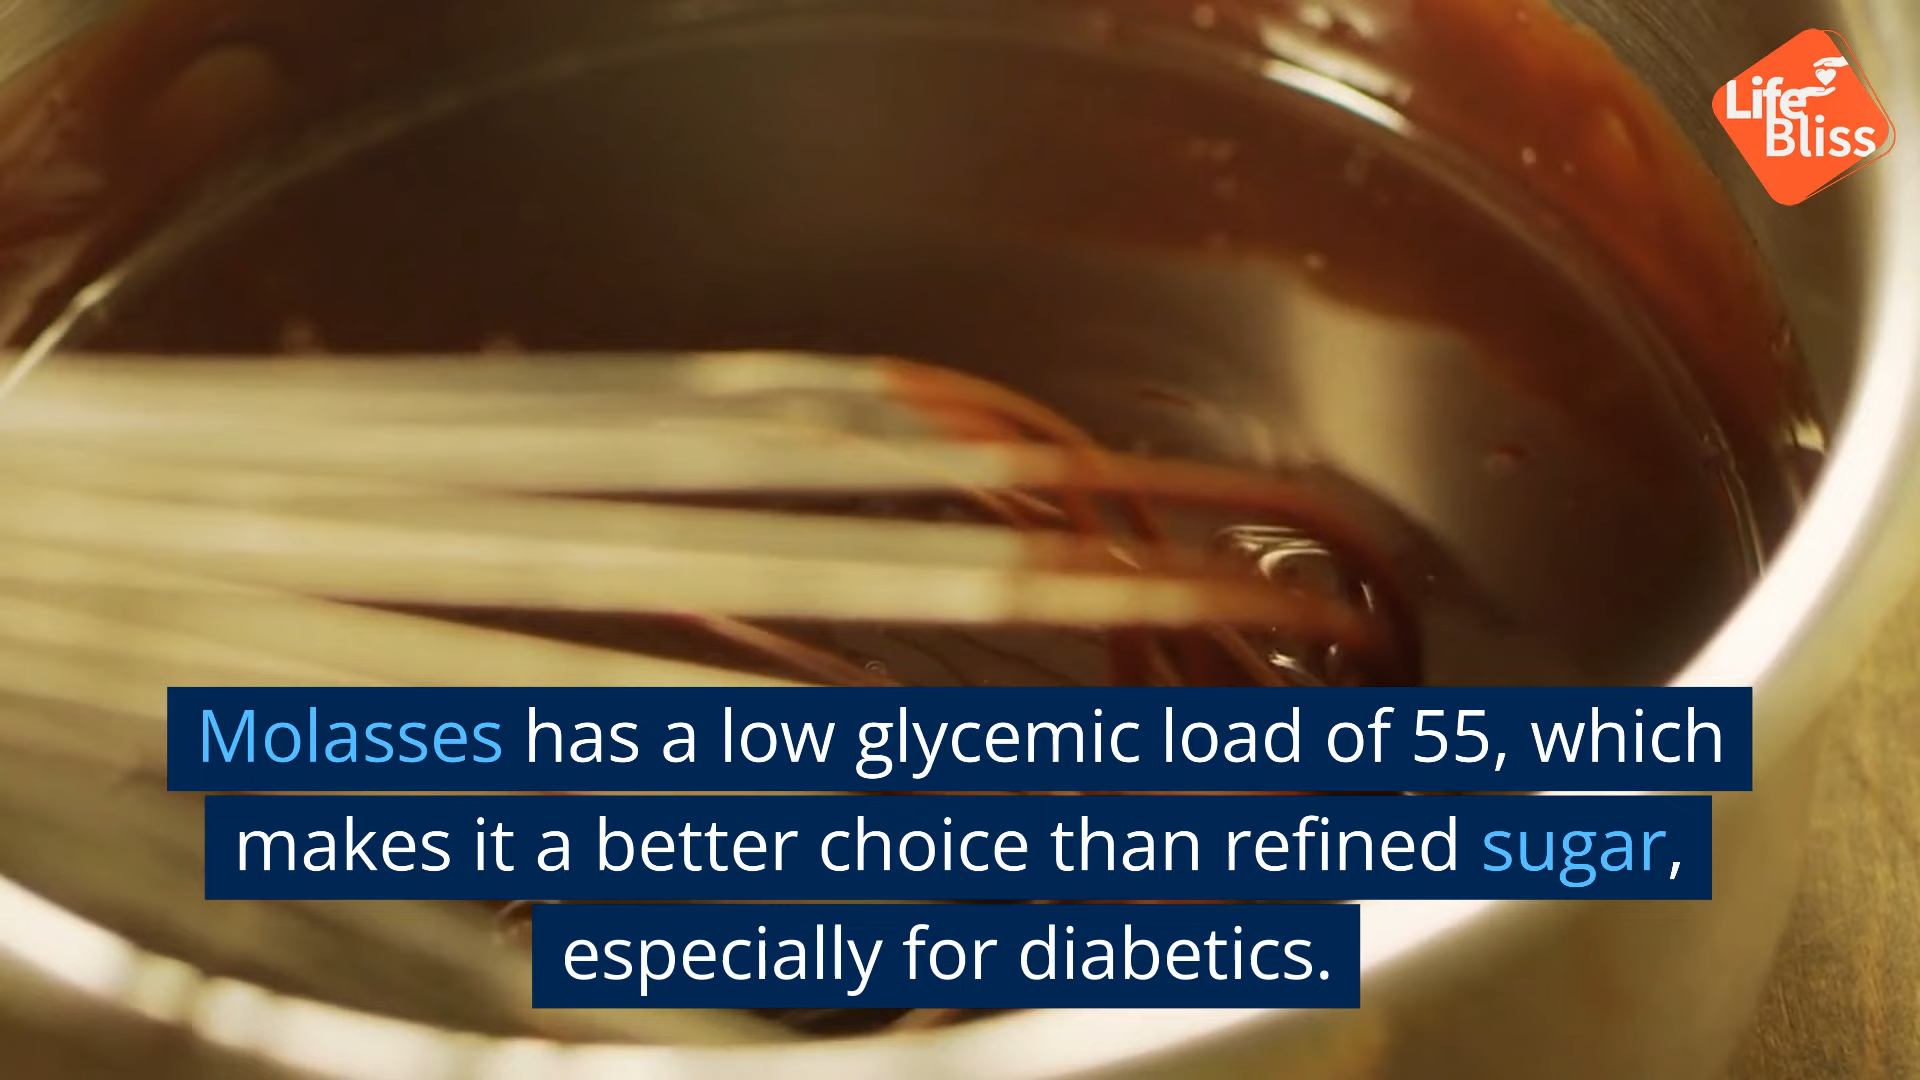 Life
Bliss
Molasses has a low glycemic load of 55, which
makes it a better choice than refined sugar,
especially for diabetics.